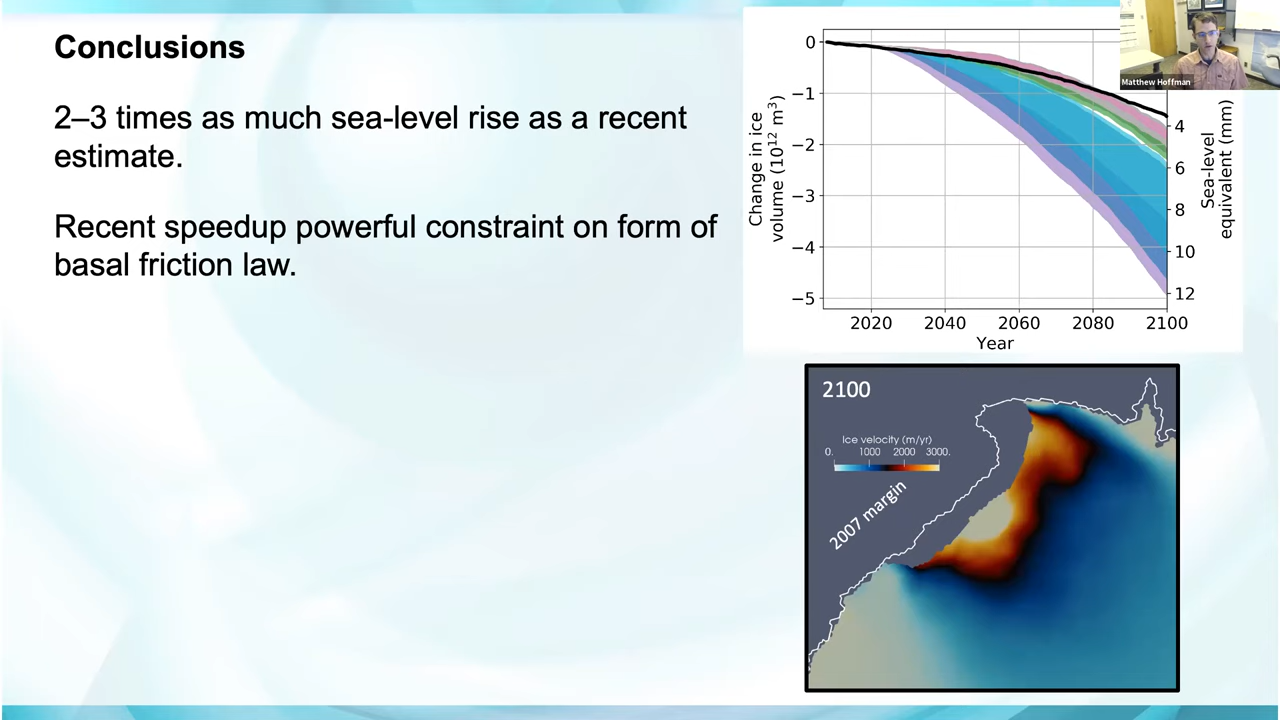 Conclusions
2–3 times as much sea-level rise as a recent
estimate.
Recent speedup powerful constraint on form of
basal friction law.
Matthew Hoffman
Change in ice
volume (10¹² m³)
0
−1
−2
−3
−4
−5
4
6
8
10
12
Sea-level
equivalent (mm)
2020 2040 2060 2080 2100
Year
2100
Ice velocity (m/yr)
0. 1000 2000 3000.
2007 margin